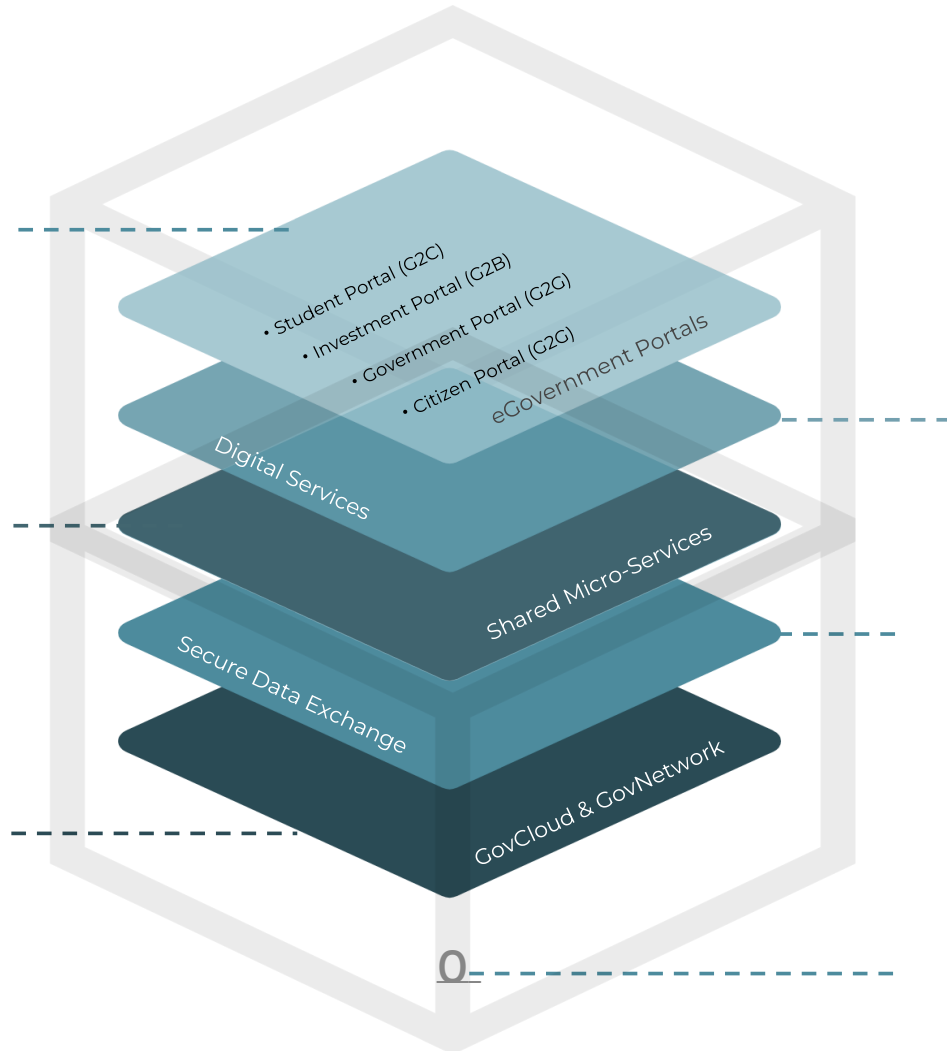 • Student Portal (G2C)
• Investment Portal (G2B)
• Government Portal (G2G)
• Citizen Portal (G2G)
eGovernment Portals
Digital Services
Shared Micro-Services
Secure Data Exchange
GovCloud & GovNetwork
0